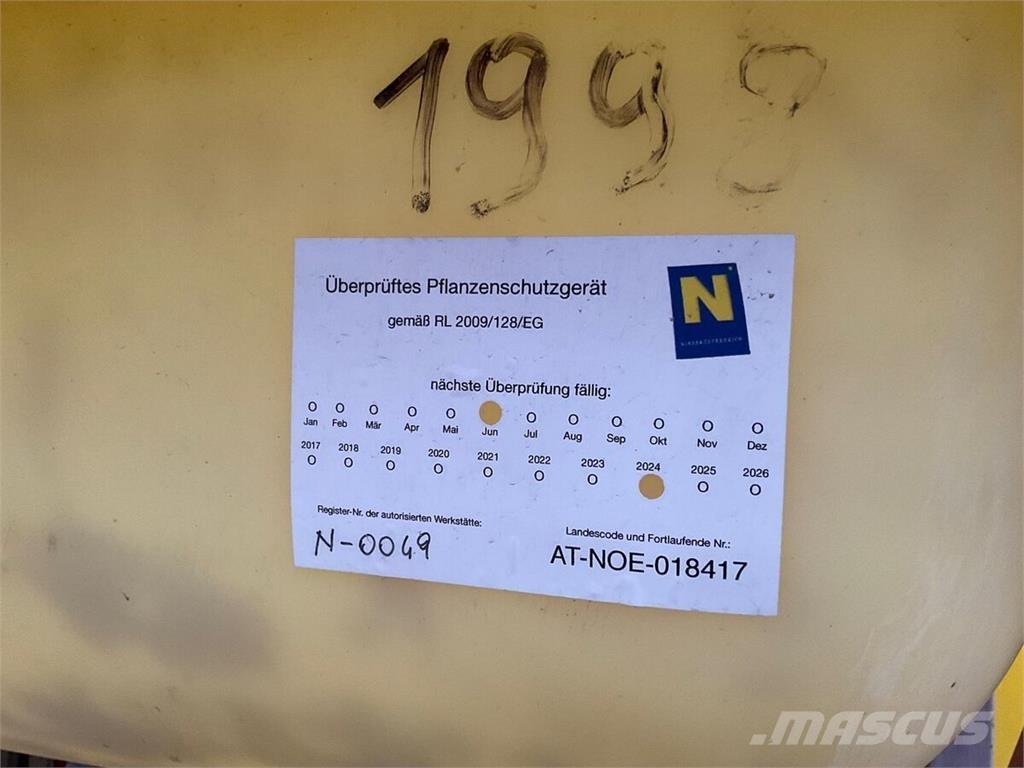 1998
Überprüftes Pflanzenschutzgerät
gemäß RL 2009/128/EG
N
NIEDERÖSTERREICH
nächste Überprüfung fällig:
Jan Feb Mär Apr Mai Jun Jul Aug Sep Okt Nov Dez
2017 2018 2019 2020 2021 2022 2023 2024 2025 2026
Register-Nr. der autorisierten Werkstätte:
N-0049
Landescode und Fortlaufende Nr.:
AT-NOE-018417
MASCUS